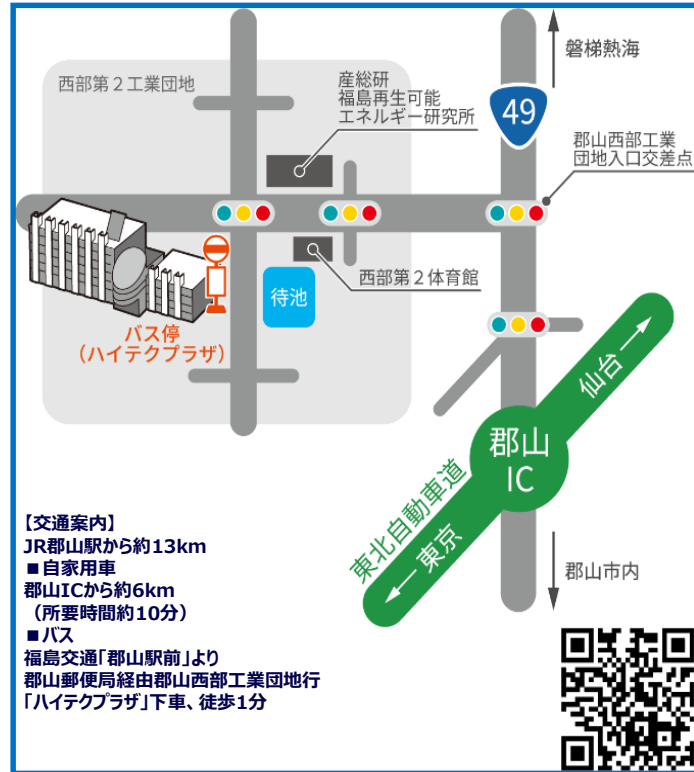 磐梯熱海
西部第2工業団地
産総研
福島再生可能
エネルギー研究所
49
郡山西部工業
団地入口交差点
西部第2体育館
待池
バス停
（ハイテクプラザ）
仙台
郡山
IC
東北自動車道
東京
郡山市内
【交通案内】
JR郡山駅から約13km
■自家用車
郡山ICから約6km
（所要時間約10分）
■バス
福島交通「郡山駅前」より
郡山郵便局経由郡山西部工業団地行
「ハイテクプラザ」下車、徒歩1分